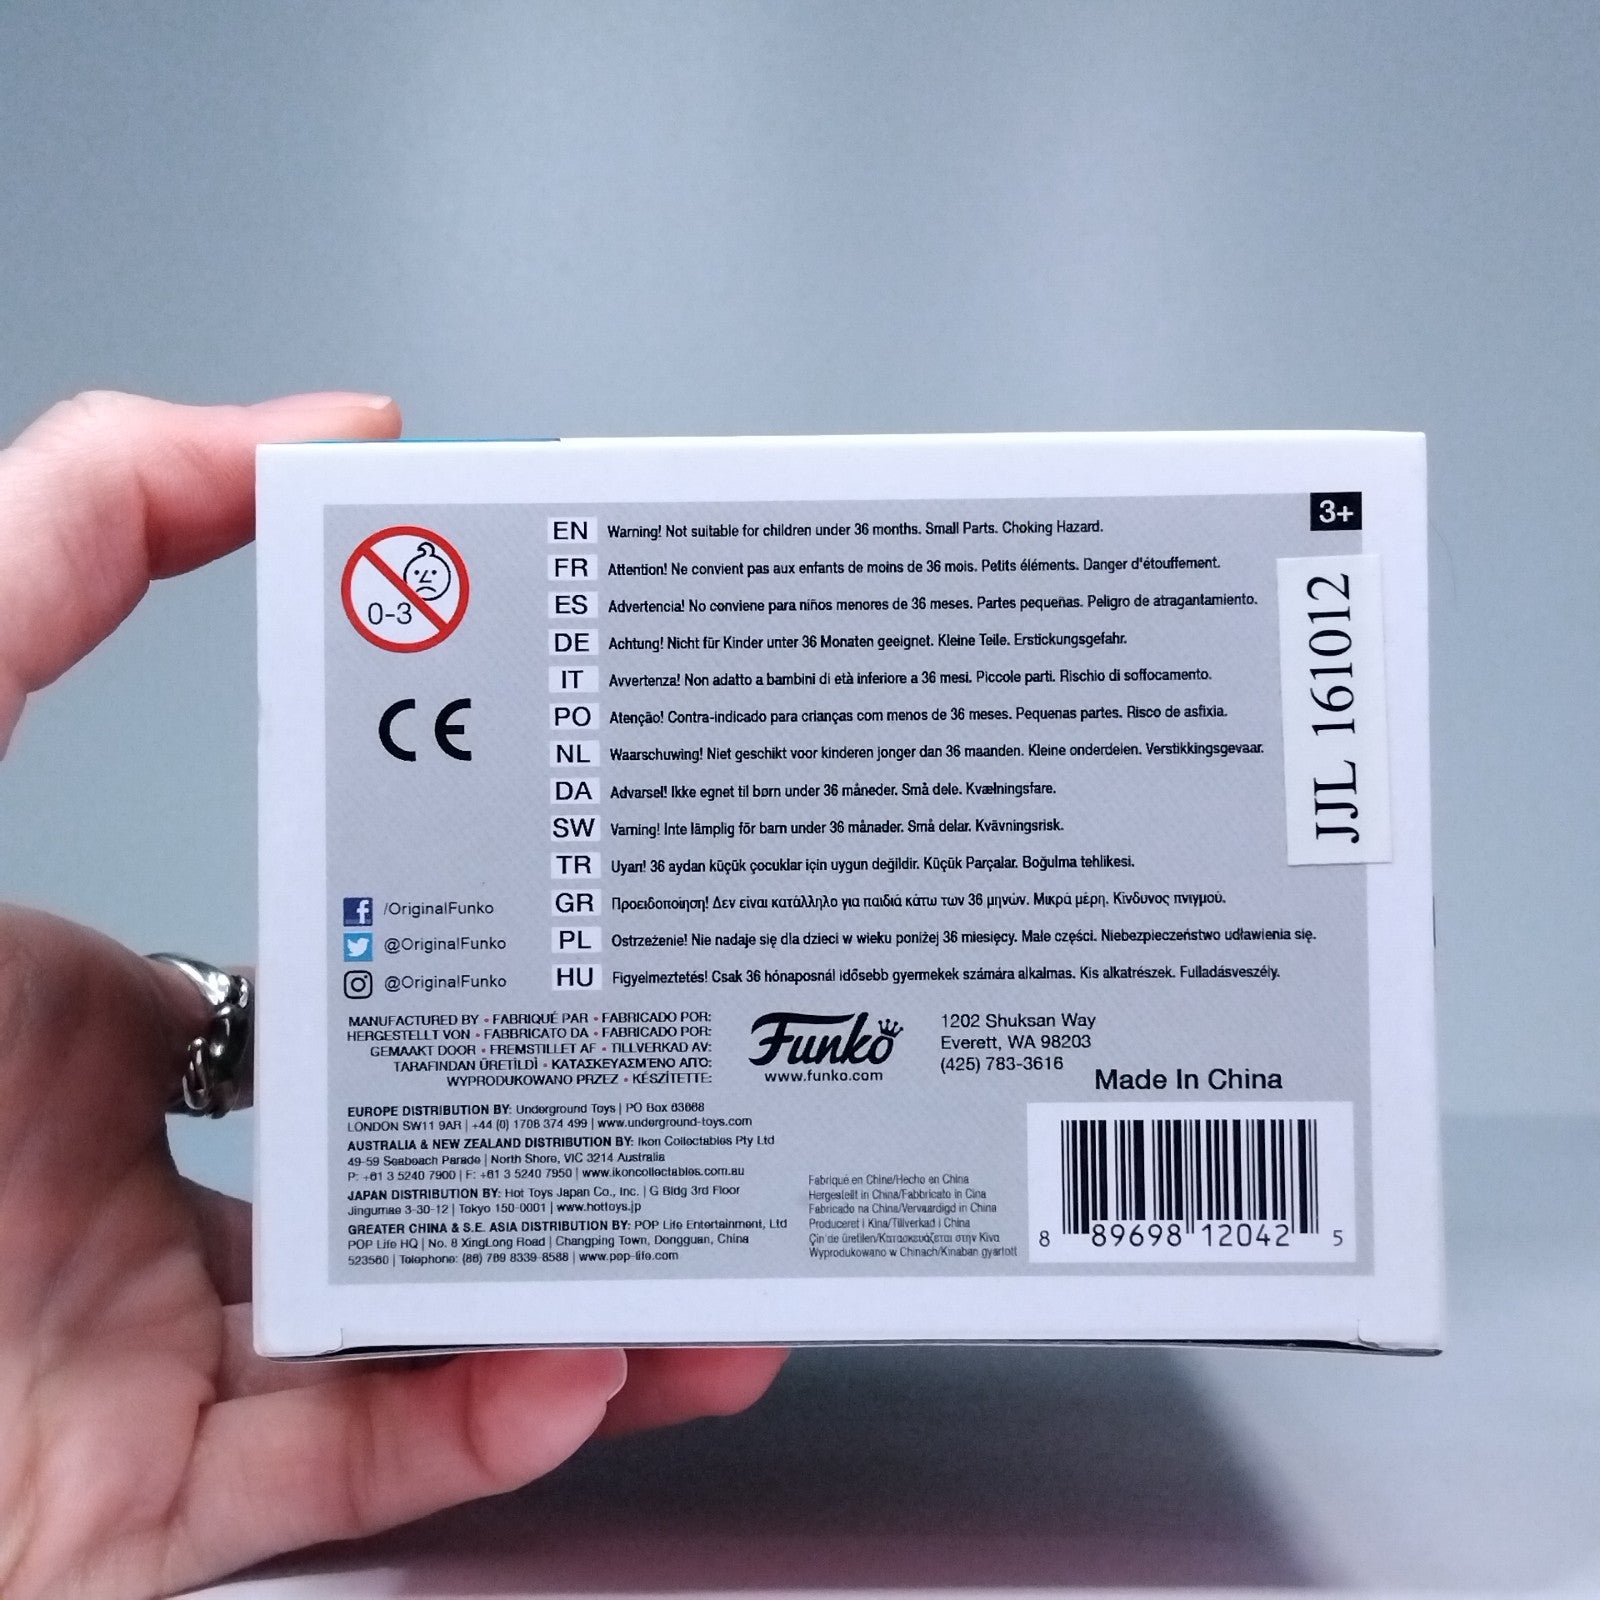 3+
0-3
CE
EN Warning! Not suitable for children under 36 months. Small Parts. Choking Hazard.
FR Attention! Ne convient pas aux enfants de moins de 36 mois. Petits éléments. Danger d'étouffement.
ES Advertencia! No conviene para niños menores de 36 meses. Partes pequeñas. Peligro de atragantamiento.
DE Achtung! Nicht für Kinder unter 36 Monaten geeignet. Kleine Teile. Erstickungsgefahr.
IT Avvertenza! Non adatto a bambini di età inferiore a 36 mesi. Piccole parti. Rischio di soffocamento.
PO Atenção! Contra-indicado para crianças com menos de 36 meses. Pequenas partes. Risco de asfixia.
NL Waarschuwing! Niet geschikt voor kinderen jonger dan 36 maanden. Kleine onderdelen. Verstikkingsgevaar.
DA Advarsel! Ikke egnet til børn under 36 måneder. Små dele. Kvælningsfare.
SW Varning! Inte lämplig för barn under 36 månader. Små delar. Kvävningsrisk.
TR Uyarı! 36 aydan küçük çocuklar için uygun değildir. Küçük Parçalar. Boğulma tehlikesi.
GR Προειδοποίηση! Δεν είναι κατάλληλο για παιδιά κάτω των 36 μηνών. Μικρά μέρη. Κίνδυνος πνιγμού.
PL Ostrzeżenie! Nie nadaje się dla dzieci w wieku poniżej 36 miesięcy. Małe części. Niebezpieczeństwo udławienia się.
HU Figyelmeztetés! Csak 36 hónaposnál idősebb gyermekek számára alkalmas. Kis alkatrészek. Fulladásveszély.
JJL 161012
/OriginalFunko
@OriginalFunko
@OriginalFunko
MANUFACTURED BY • FABRIQUÉ PAR • FABRICADO POR:
HERGESTELLT VON • FABBRICATO DA • FABRICADO POR:
GEMAAKT DOOR • FREMSTILLET AF • TILLVERKAD AV:
TARAFINDAN ÜRETİLDİ • ΚΑΤΑΣΚΕΥΑΣΜΈΝΟ ΑΠΌ:
WYPRODUKOWANO PRZEZ • KÉSZÍTETTE:
Funko
www.funko.com
1202 Shuksan Way
Everett, WA 98203
(425) 783-3616
Made In China
EUROPE DISTRIBUTION BY: Underground Toys | PO Box 63668
LONDON SW11 9AR | +44 (0) 1708 374 499 | www.underground-toys.com
AUSTRALIA & NEW ZEALAND DISTRIBUTION BY: Ikon Collectables Pty Ltd
49-59 Seabeach Parade | North Shore, VIC 3214 Australia
P: +61 3 5240 7900 | F: +61 3 5240 7950 | www.ikoncollectables.com.au
JAPAN DISTRIBUTION BY: Hot Toys Japan Co., Inc. | G Bldg 3rd Floor
Jingumae 3-30-12 | Tokyo 150-0001 | www.hottoys.jp
GREATER CHINA & S.E. ASIA DISTRIBUTION BY: POP Life Entertainment, Ltd
POP Life HQ | No. 8 XingLong Road | Changping Town, Dongguan, China
523560 | Telephone: (86) 769 8339-8588 | www.pop-life.com
Fabriqué en Chine/Hecho en China
Hergestellt in China/Fabbricato in Cina
Fabricado na China/Vervaardigd in China
Produceret i Kina/Tillverkad i China
Çin'de üretilen/Κατασκευάζεται στην Κίνα
Wyprodukowano w Chinach/Kínában gyártott
8 89698 12042 5